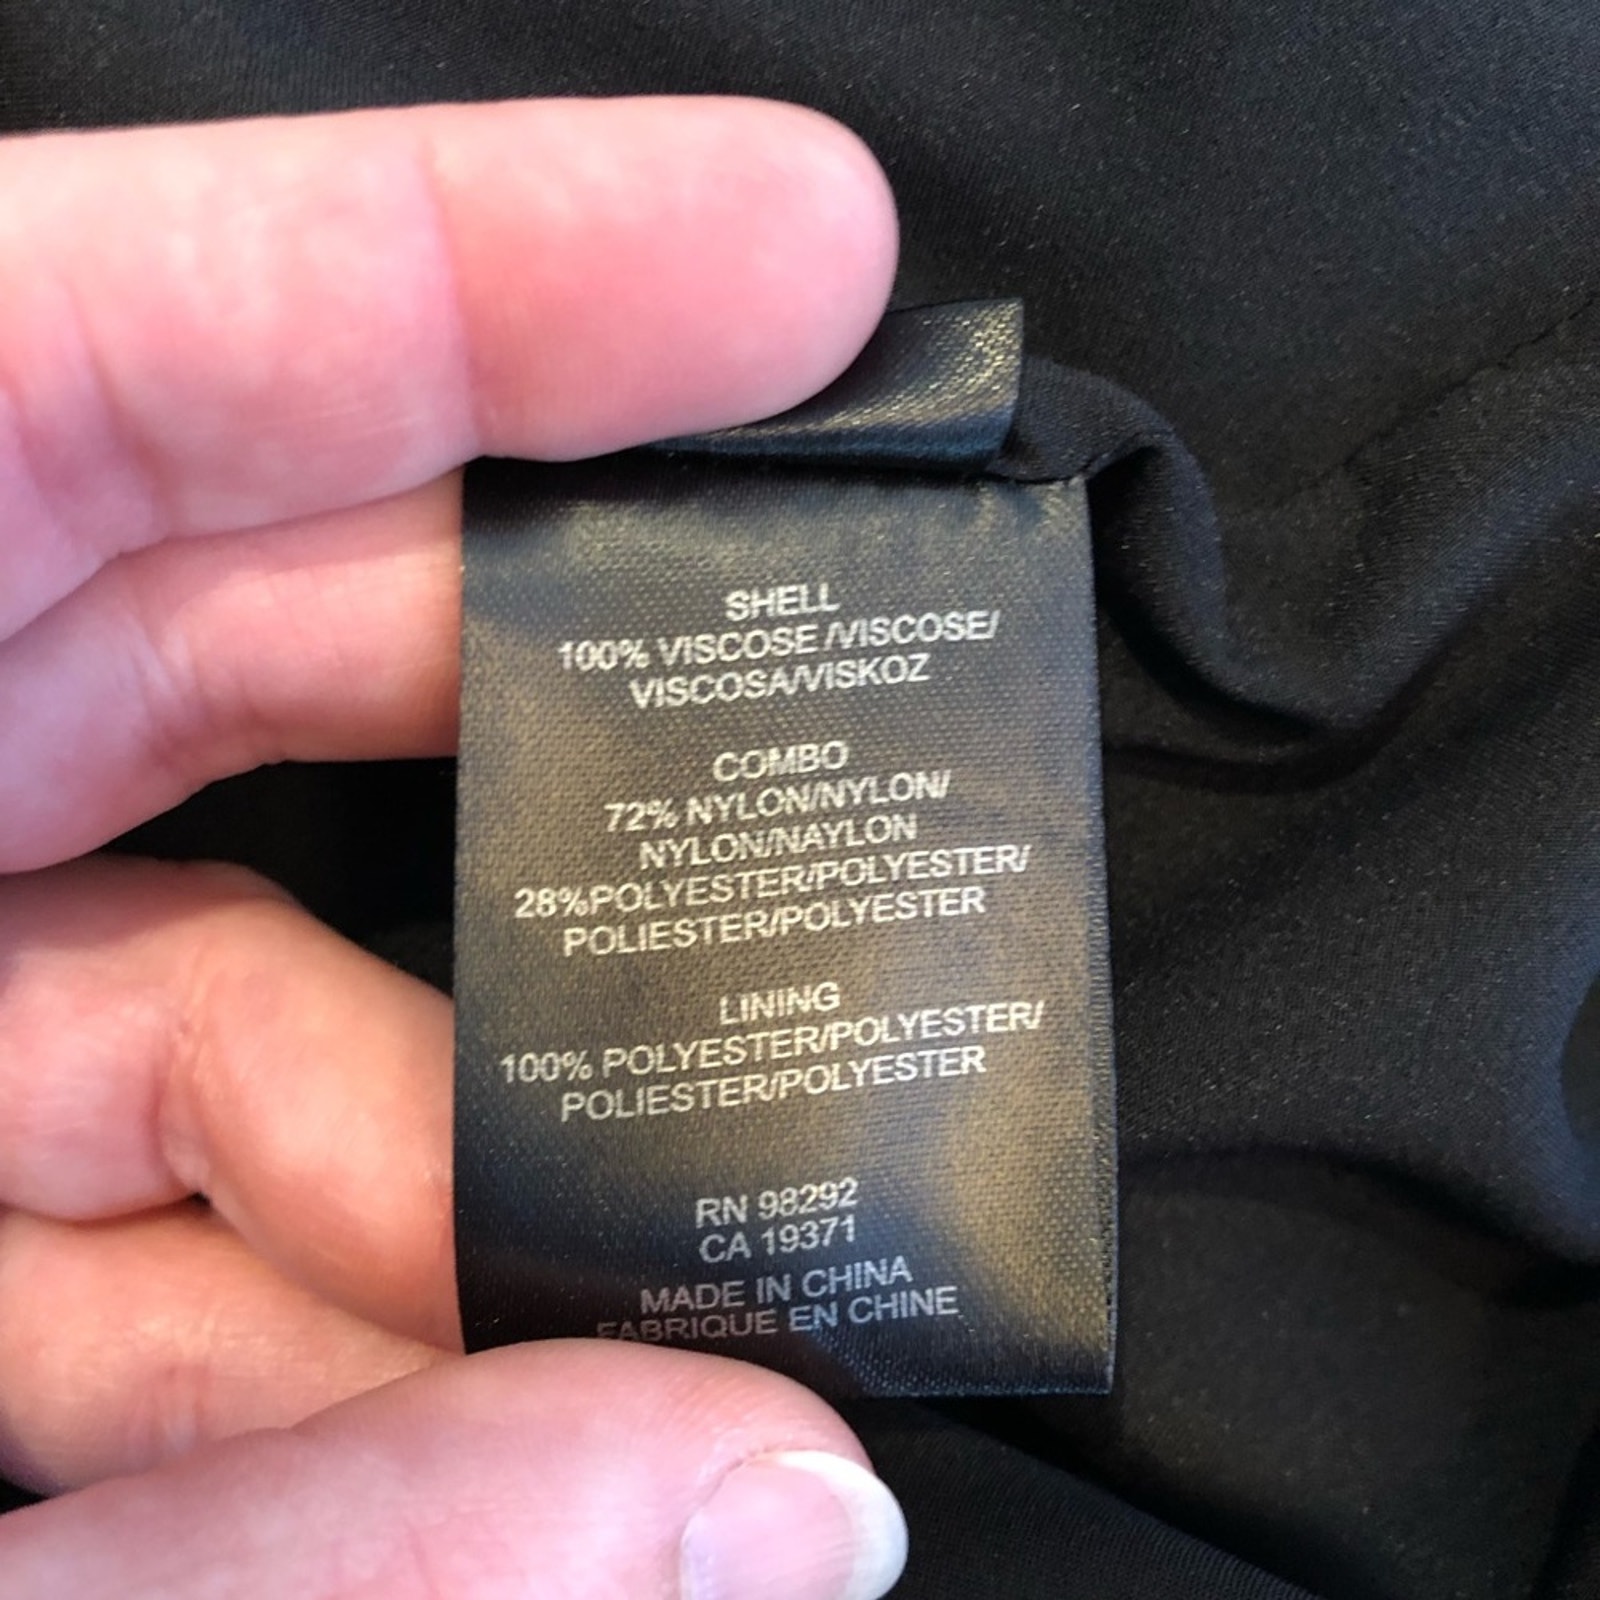 SHELL
100% VISCOSE /VISCOSE/
VISCOSA/VISKOZ
COMBO
72% NYLON/NYLON/
NYLON/NAYLON
28%POLYESTER/POLYESTER/
POLIESTER/POLYESTER
LINING
100% POLYESTER/POLYESTER/
POLIESTER/POLYESTER
RN 98292
CA 19371
MADE IN CHINA
FABRIQUE EN CHINE